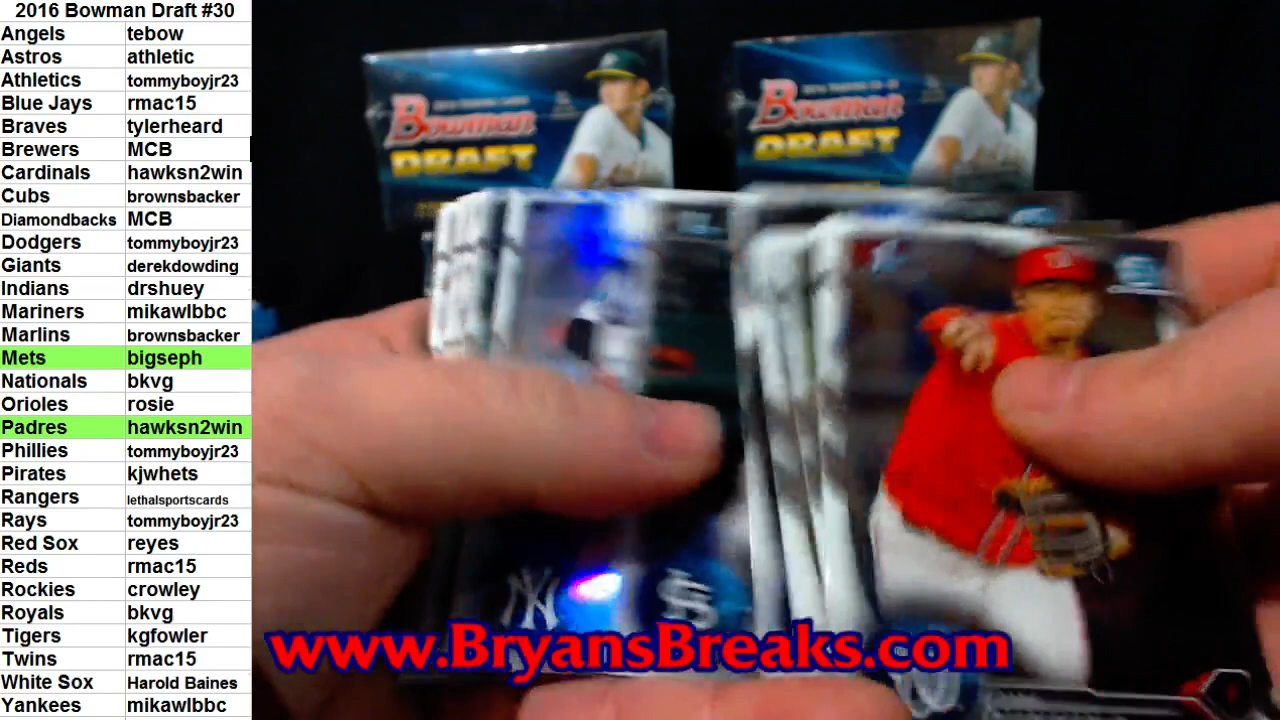 2016 Bowman Draft #30
Angels tebow
Astros athletic
Athletics tommyboyjr23
Blue Jays rmac15
Braves tylerheard
Brewers MCB
Cardinals hawksn2win
Cubs brownsbacker
Diamondbacks MCB
Dodgers tommyboyjr23
Giants derekdowding
Indians drshuey
Mariners mikawlbbc
Marlins brownsbacker
Mets bigseph
Nationals bkvg
Orioles rosie
Padres hawksn2win
Phillies tommyboyjr23
Pirates kjwhets
Rangers lethalsportscards
Rays tommyboyjr23
Red Sox reyes
Reds rmac15
Rockies crowley
Royals bkvg
Tigers kgfowler
Twins rmac15
White Sox Harold Baines
Yankees mikawlbbc
Bowman
DRAFT
Bowman
DRAFT
www.BryansBreaks.com